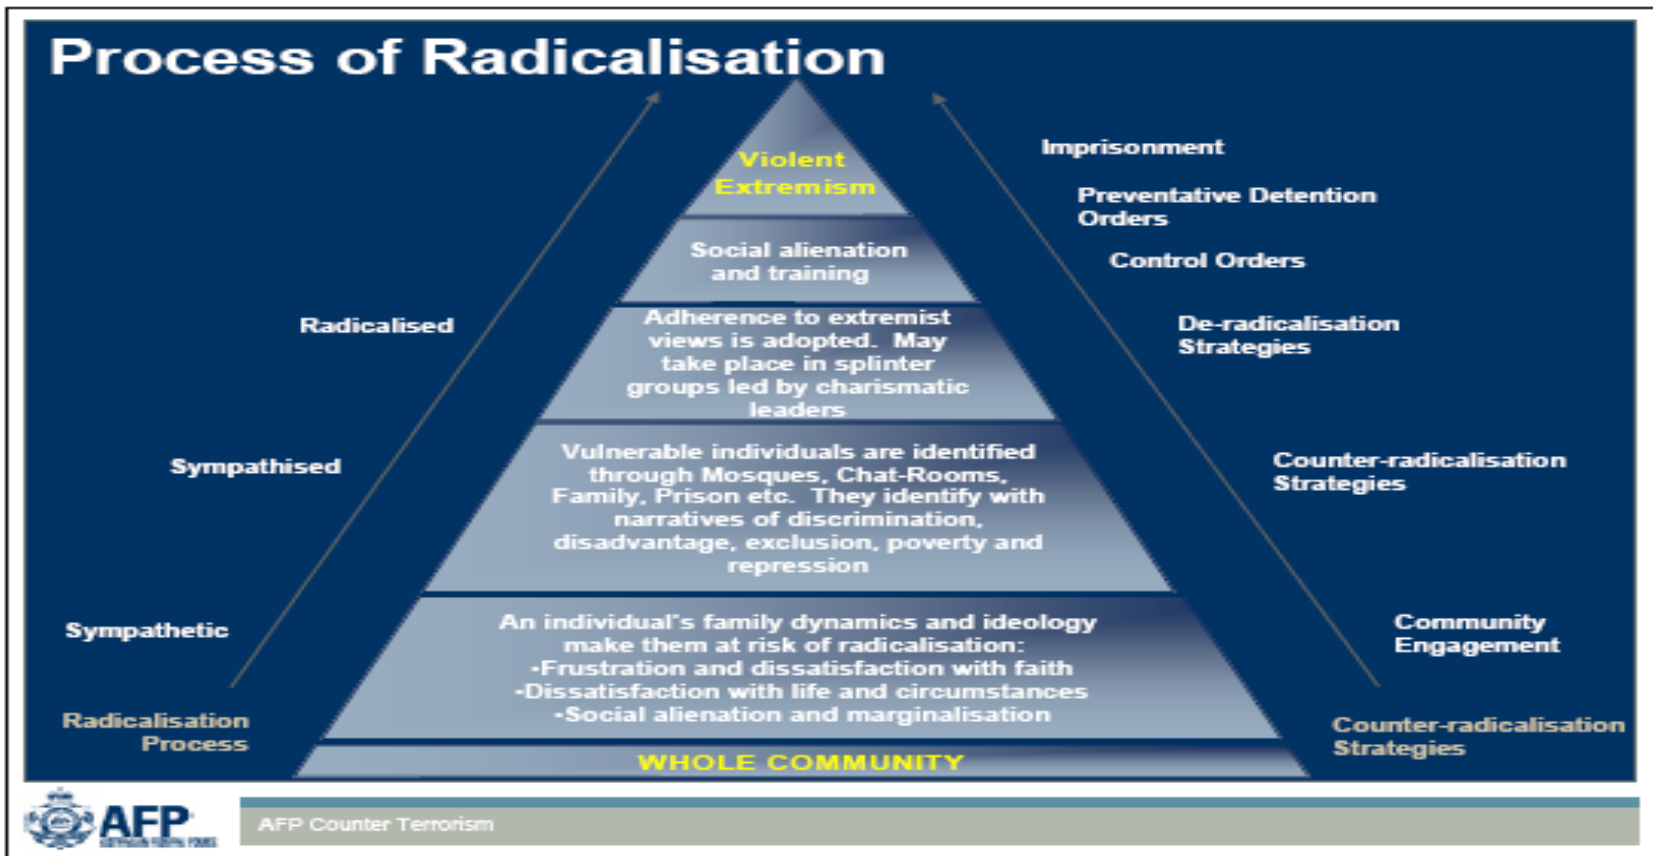 Process of Radicalisation
Violent
Extremism
Social alienation
and training
Adherence to extremist
views is adopted. May
take place in splinter
groups led by charismatic
leaders
Vulnerable individuals are identified
through Mosques, Chat-Rooms,
Family, Prison etc. They identify with
narratives of discrimination,
disadvantage, exclusion, poverty and
repression
An individual's family dynamics and ideology
make them at risk of radicalisation:
•Frustration and dissatisfaction with faith
•Dissatisfaction with life and circumstances
•Social alienation and marginalisation
WHOLE COMMUNITY
Radicalised
Sympathised
Sympathetic
Radicalisation
Process
Imprisonment
Preventative Detention
Orders
Control Orders
De-radicalisation
Strategies
Counter-radicalisation
Strategies
Community
Engagement
Counter-radicalisation
Strategies
AFP
AFP Counter Terrorism